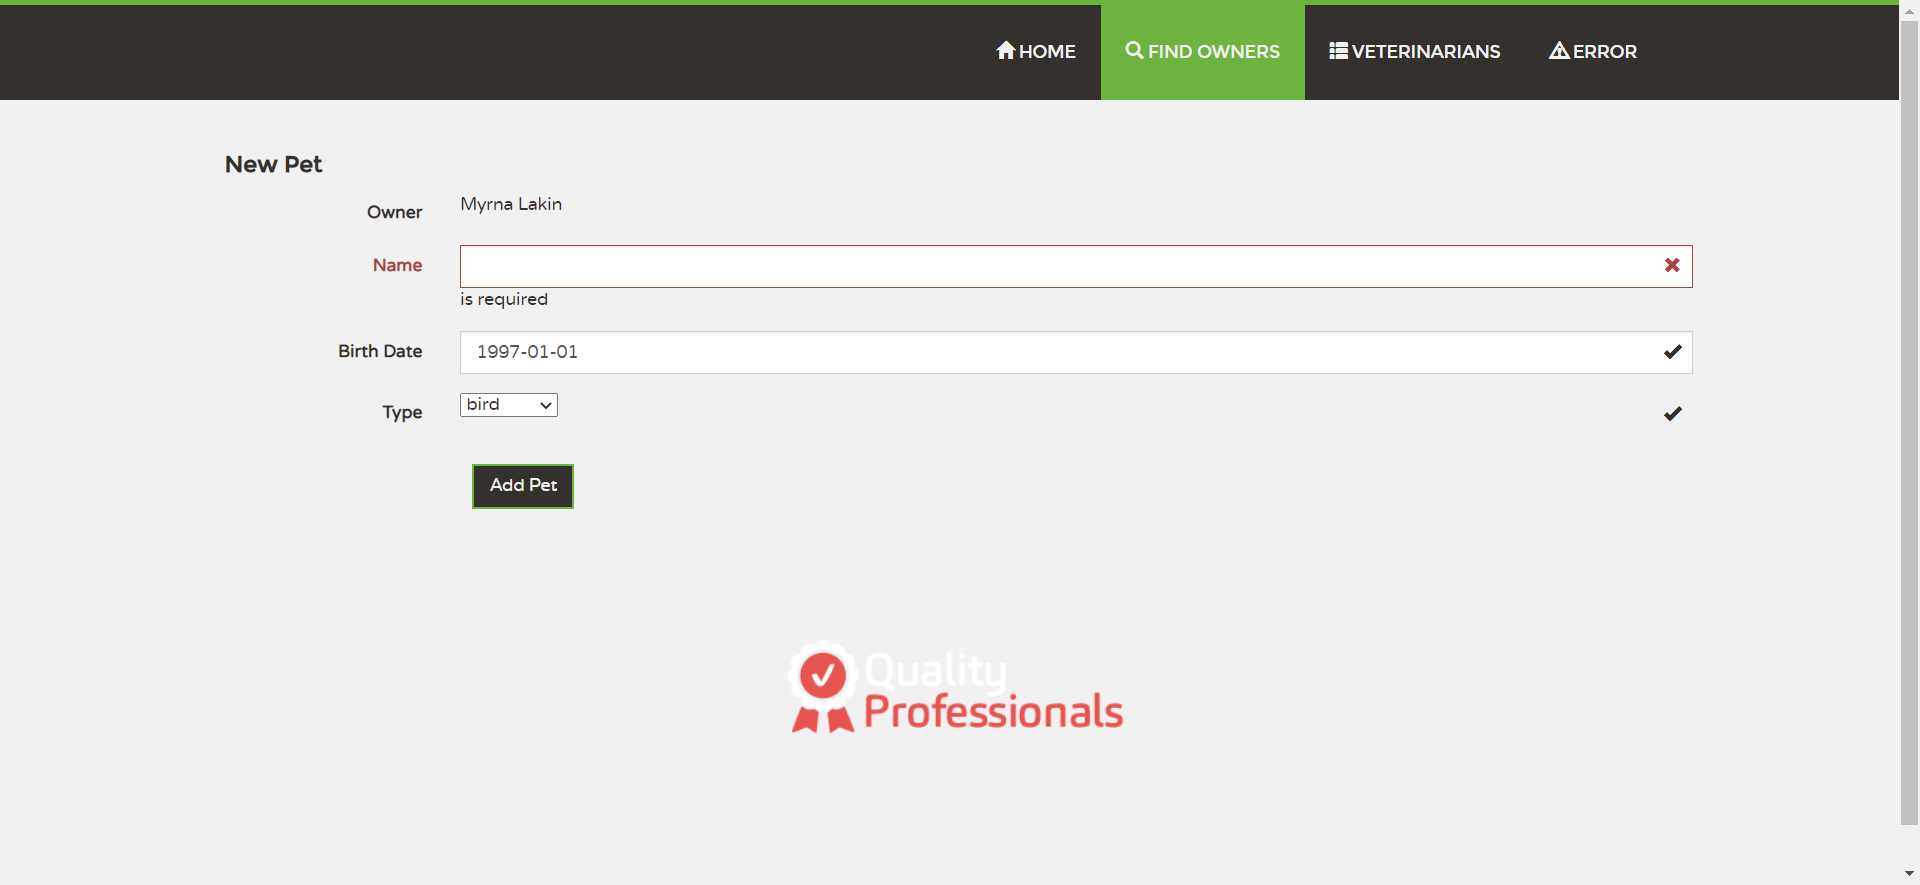 HOME FIND OWNERS VETERINARIANS ERROR
New Pet
Owner Myrna Lakin
Name
is required
Birth Date 1997-01-01
Type bird
Add Pet
Quality
Professionals